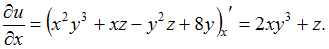 ∂u/∂x = (x²y³ + xz − y²z + 8y)′ₓ = 2xy³ + z.